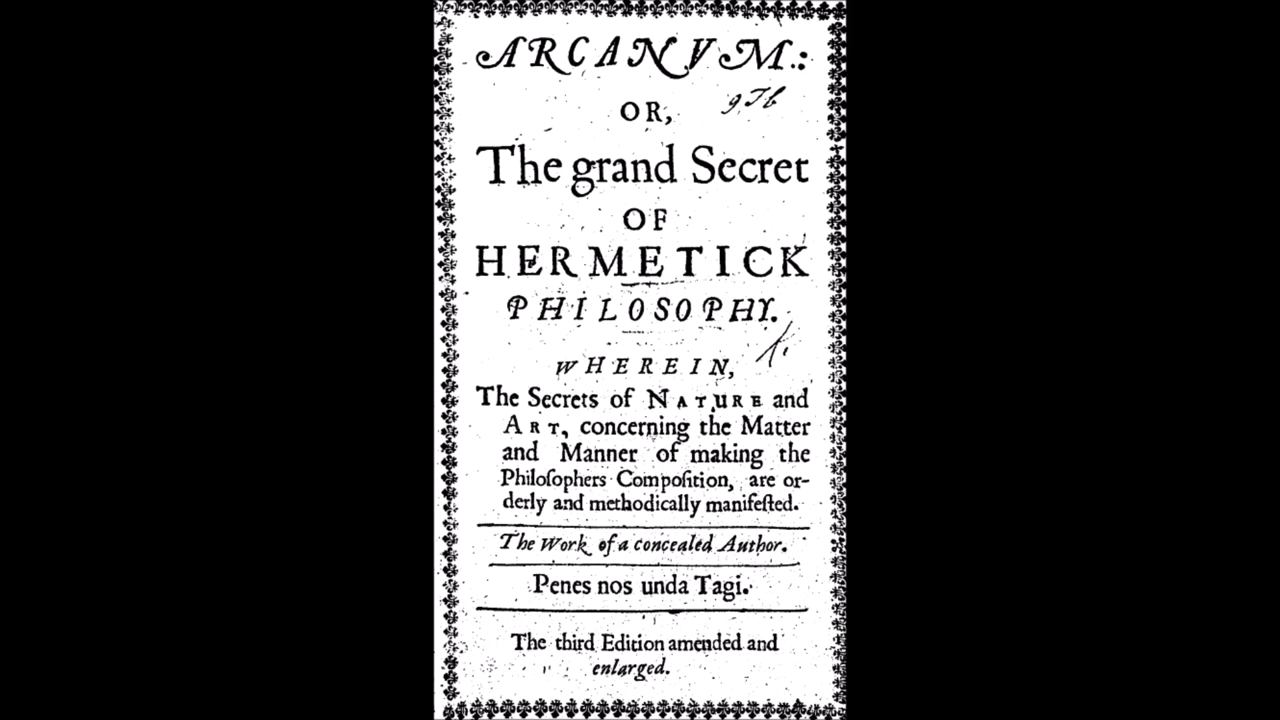 ARCANVM:
OR,
The grand Secret
OF
HERMETICK
PHILOSOPHY.
WHEREIN,
The Secrets of NATURE and
ART, concerning the Matter
and Manner of making the
Philoſophers Compoſition, are or-
derly and methodically manifeſted.
The Work of a concealed Author.
Penes nos unda Tagi.
The third Edition amended and
enlarged.